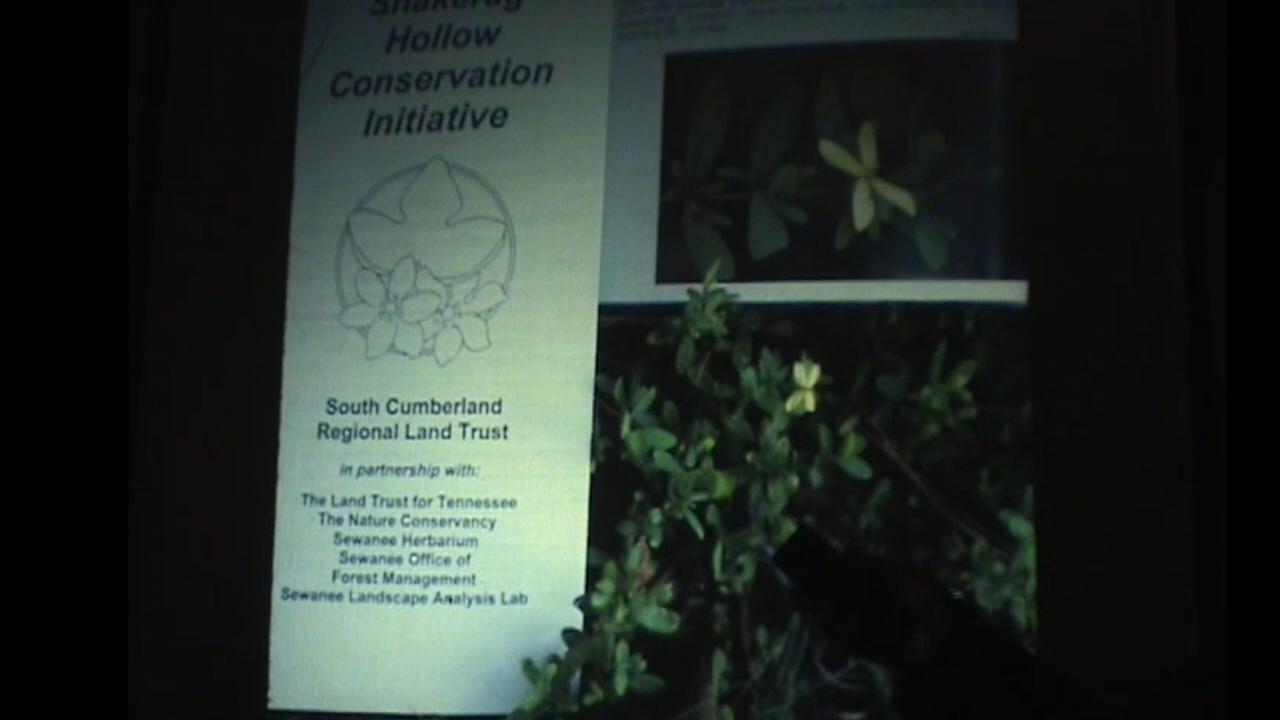 Shakerag
Hollow
Conservation
Initiative
South Cumberland
Regional Land Trust
in partnership with:
The Land Trust for Tennessee
The Nature Conservancy
Sewanee Herbarium
Sewanee Office of
Forest Management
Sewanee Landscape Analysis Lab